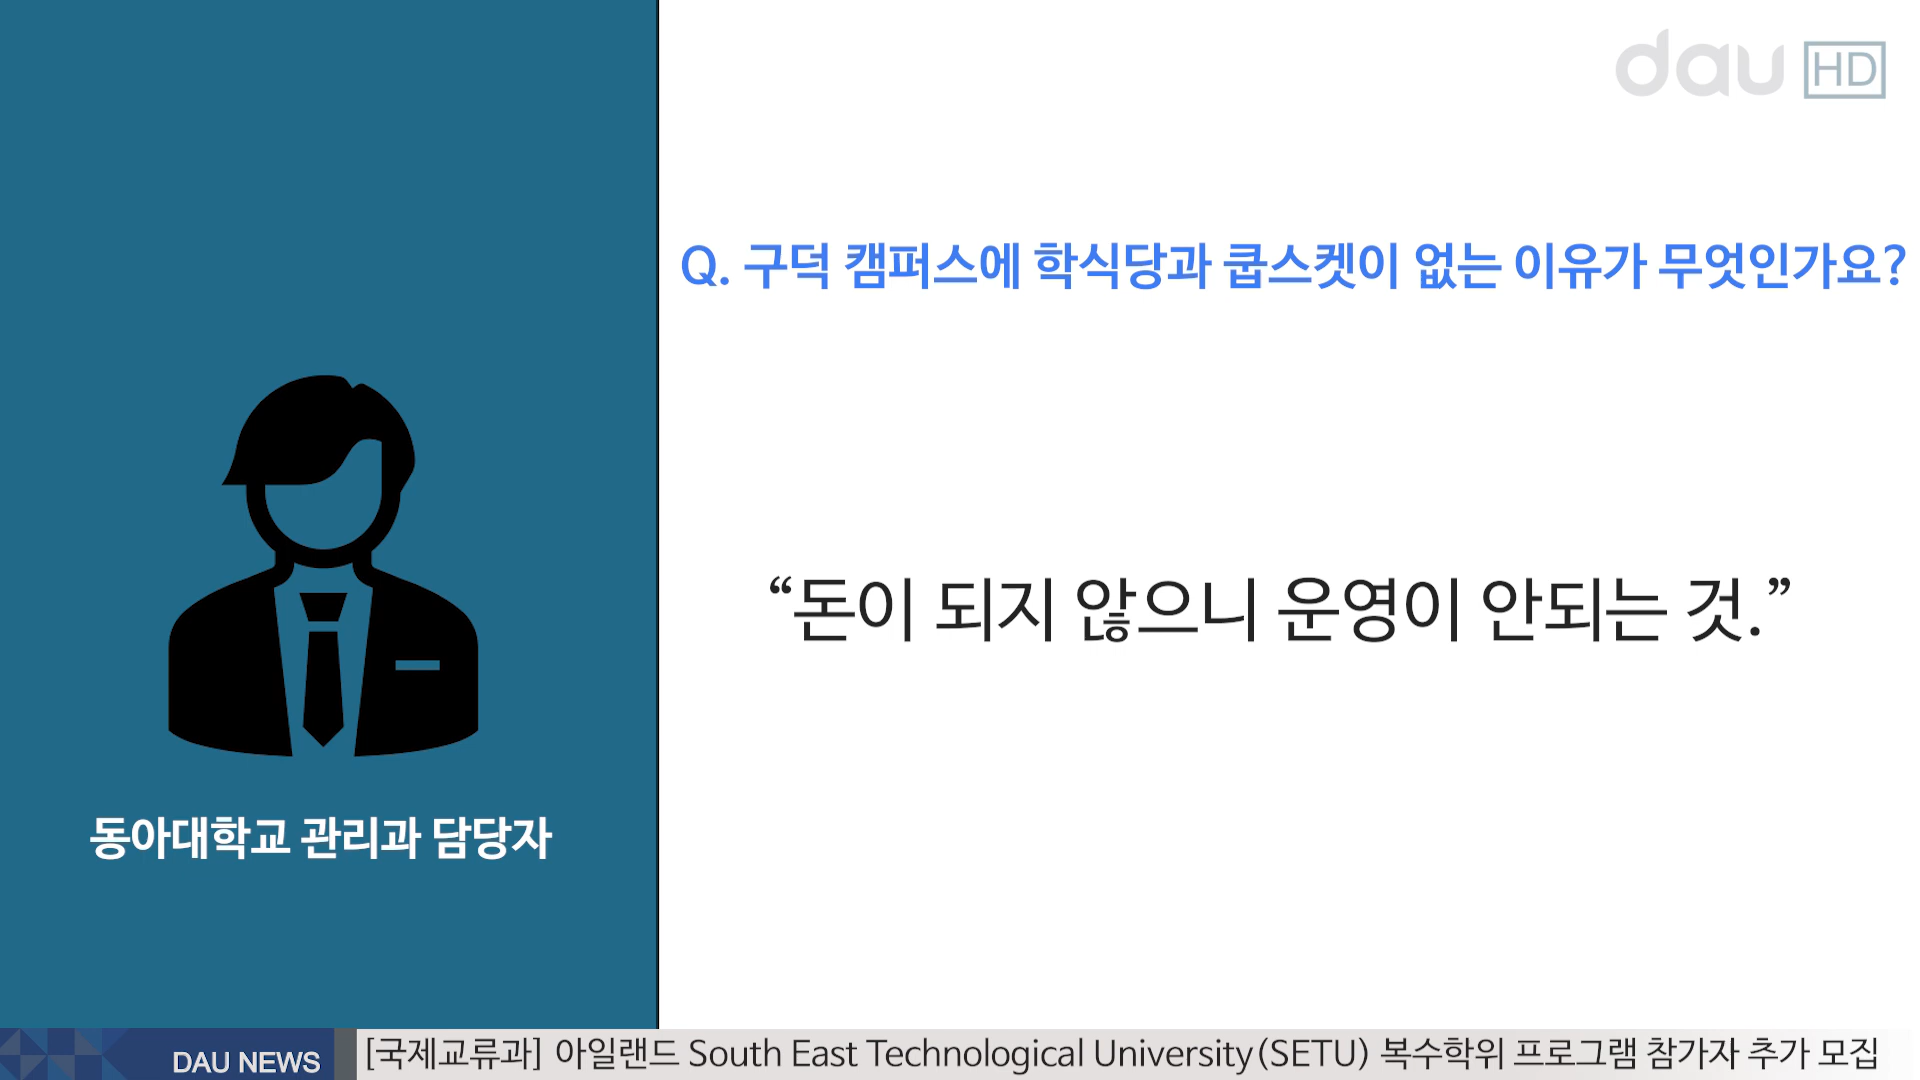 dau HD
Q. 구덕 캠퍼스에 학식당과 쿱스켓이 없는 이유가 무엇인가요?
“돈이 되지 않으니 운영이 안되는 것.”
동아대학교 관리과 담당자
DAU NEWS
[국제교류과] 아일랜드 South East Technological University(SETU) 복수학위 프로그램 참가자 추가 모집